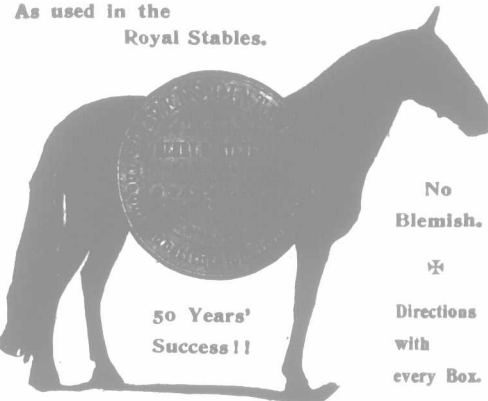 As used in the
Royal Stables.
No
Blemish.
✠
50 Years'
Success!!
Directions
with
every Box.